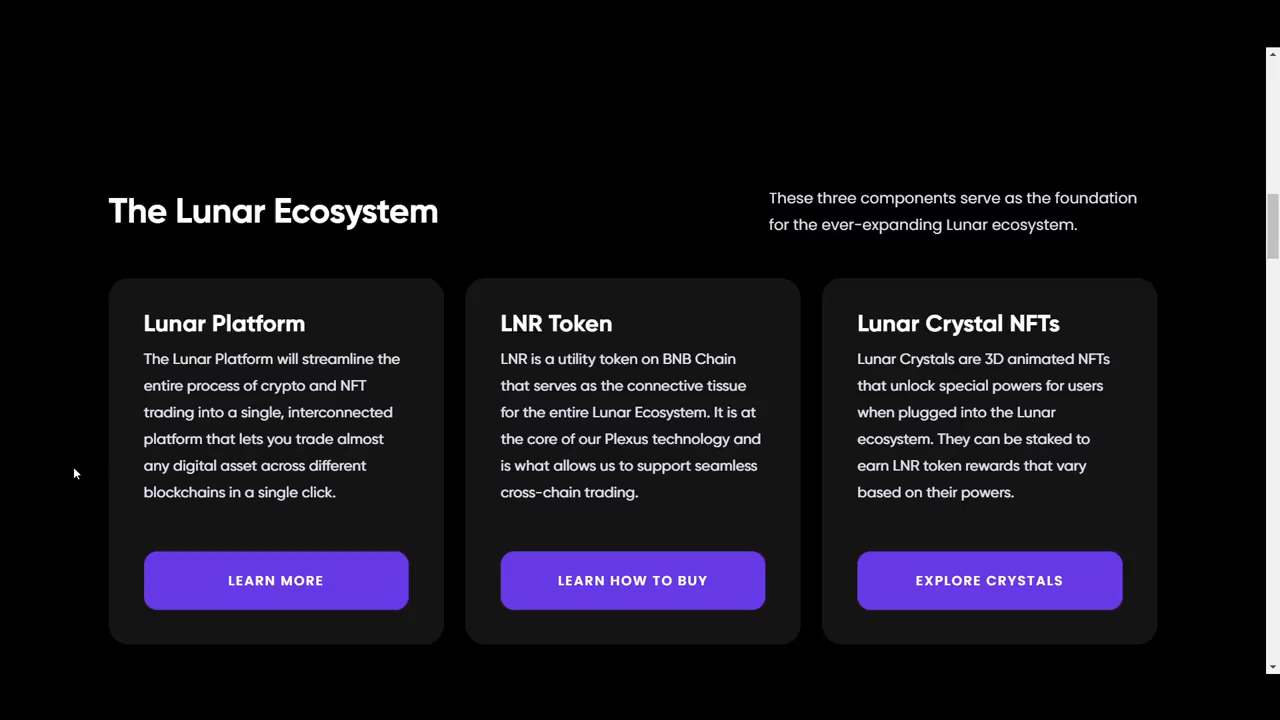 The Lunar Ecosystem
These three components serve as the foundation
for the ever-expanding Lunar ecosystem.
Lunar Platform
The Lunar Platform will streamline the
entire process of crypto and NFT
trading into a single, interconnected
platform that lets you trade almost
any digital asset across different
blockchains in a single click.
LEARN MORE
LNR Token
LNR is a utility token on BNB Chain
that serves as the connective tissue
for the entire Lunar Ecosystem. It is at
the core of our Plexus technology and
is what allows us to support seamless
cross-chain trading.
LEARN HOW TO BUY
Lunar Crystal NFTs
Lunar Crystals are 3D animated NFTs
that unlock special powers for users
when plugged into the Lunar
ecosystem. They can be staked to
earn LNR token rewards that vary
based on their powers.
EXPLORE CRYSTALS